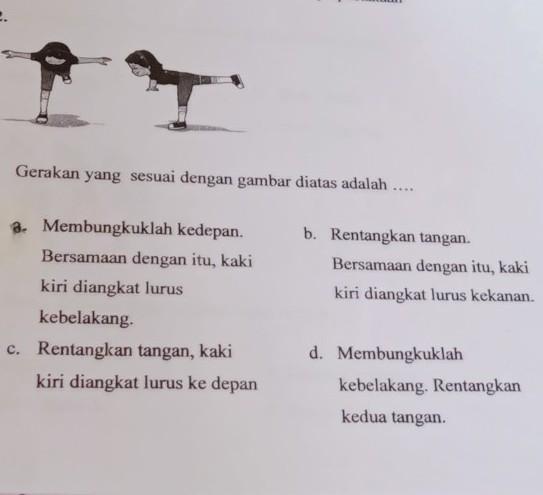 2.
Gerakan yang sesuai dengan gambar diatas adalah ....
a. Membungkuklah kedepan.
Bersamaan dengan itu, kaki
kiri diangkat lurus
kebelakang.
b. Rentangkan tangan.
Bersamaan dengan itu, kaki
kiri diangkat lurus kekanan.
c. Rentangkan tangan, kaki
kiri diangkat lurus ke depan
d. Membungkuklah
kebelakang. Rentangkan
kedua tangan.